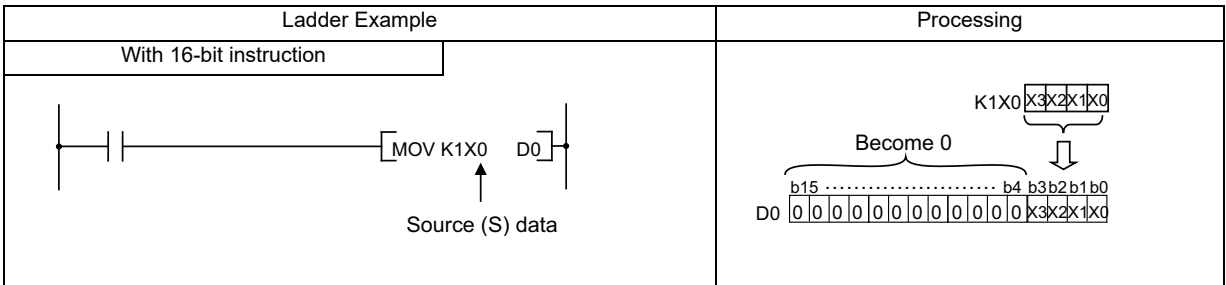 Ladder Example
Processing
With 16-bit instruction
MOV K1X0 D0
Source (S) data
K1X0 X3 X2 X1 X0
Become 0
b15 ........................ b4 b3 b2 b1 b0
D0 0 0 0 0 0 0 0 0 0 0 0 0 X3 X2 X1 X0